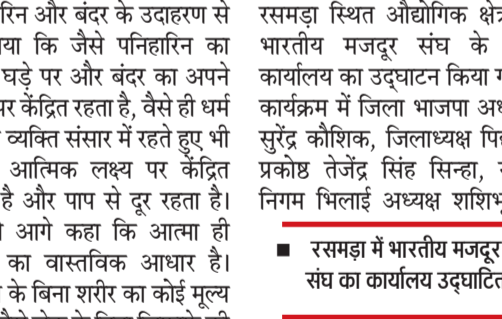 रिन और बंदर के उदाहरण से
या कि जैसे पनिहारिन का
घड़े पर और बंदर का अपने
पर केंद्रित रहता है, वैसे ही धर्म
व्यक्ति संसार में रहते हुए भी
आत्मिक लक्ष्य पर केंद्रित
है और पाप से दूर रहता है।
आगे कहा कि आत्मा ही
का वास्तविक आधार है।
के बिना शरीर का कोई मूल्य
रसमड़ा स्थित औद्योगिक क्षेत्र
भारतीय मजदूर संघ के
कार्यालय का उद्घाटन किया
कार्यक्रम में जिला भाजपा
सुरेंद्र कौशिक, जिलाध्यक्ष
प्रकोष्ठ तेजेंद्र सिंह सिन्हा,
निगम भिलाई अध्यक्ष
■ रसमड़ा में भारतीय मजदूर
संघ का कार्यालय उद्घाटित